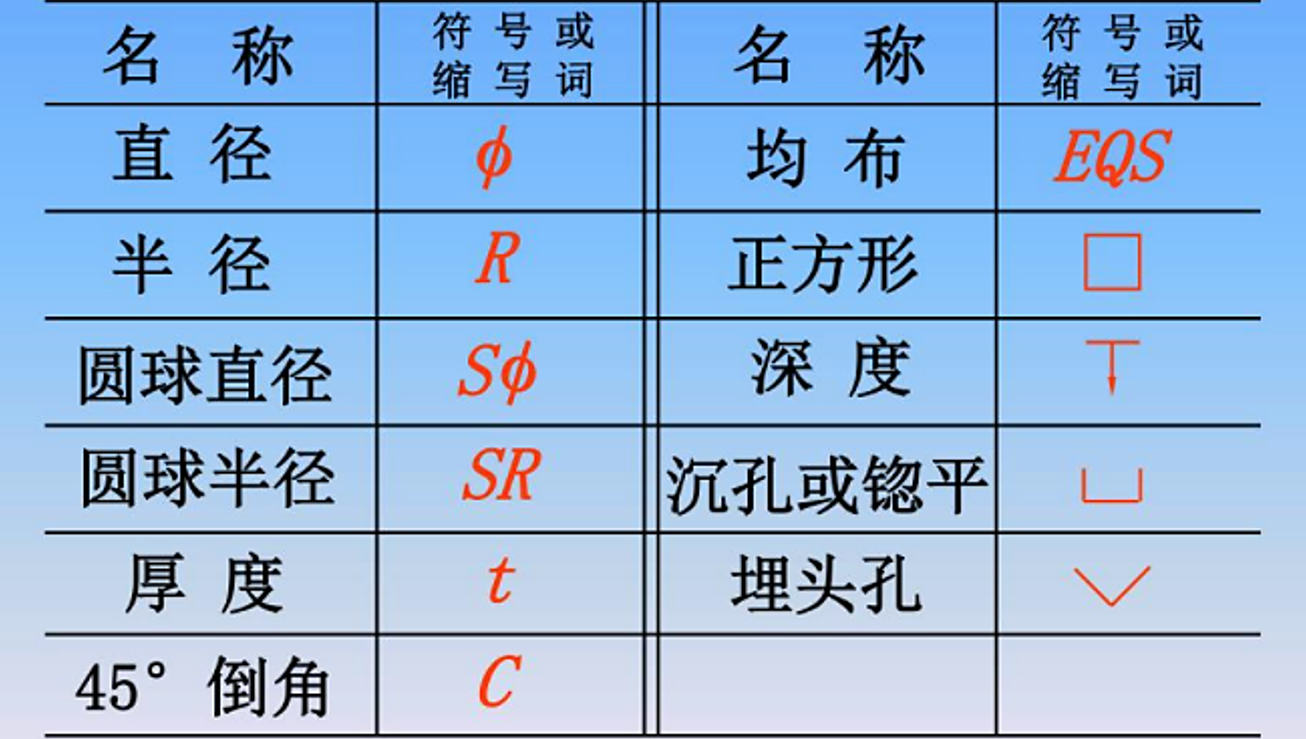 名 称 符 号 或 缩 写 词 名 称 符 号 或 缩 写 词
直 径 ϕ 均 布 EQS
半 径 R 正方形 □
圆球直径 Sϕ 深 度 ↧
圆球半径 SR 沉孔或锪平 ⌴
厚 度 t 埋头孔 ⌵
45° 倒角 C